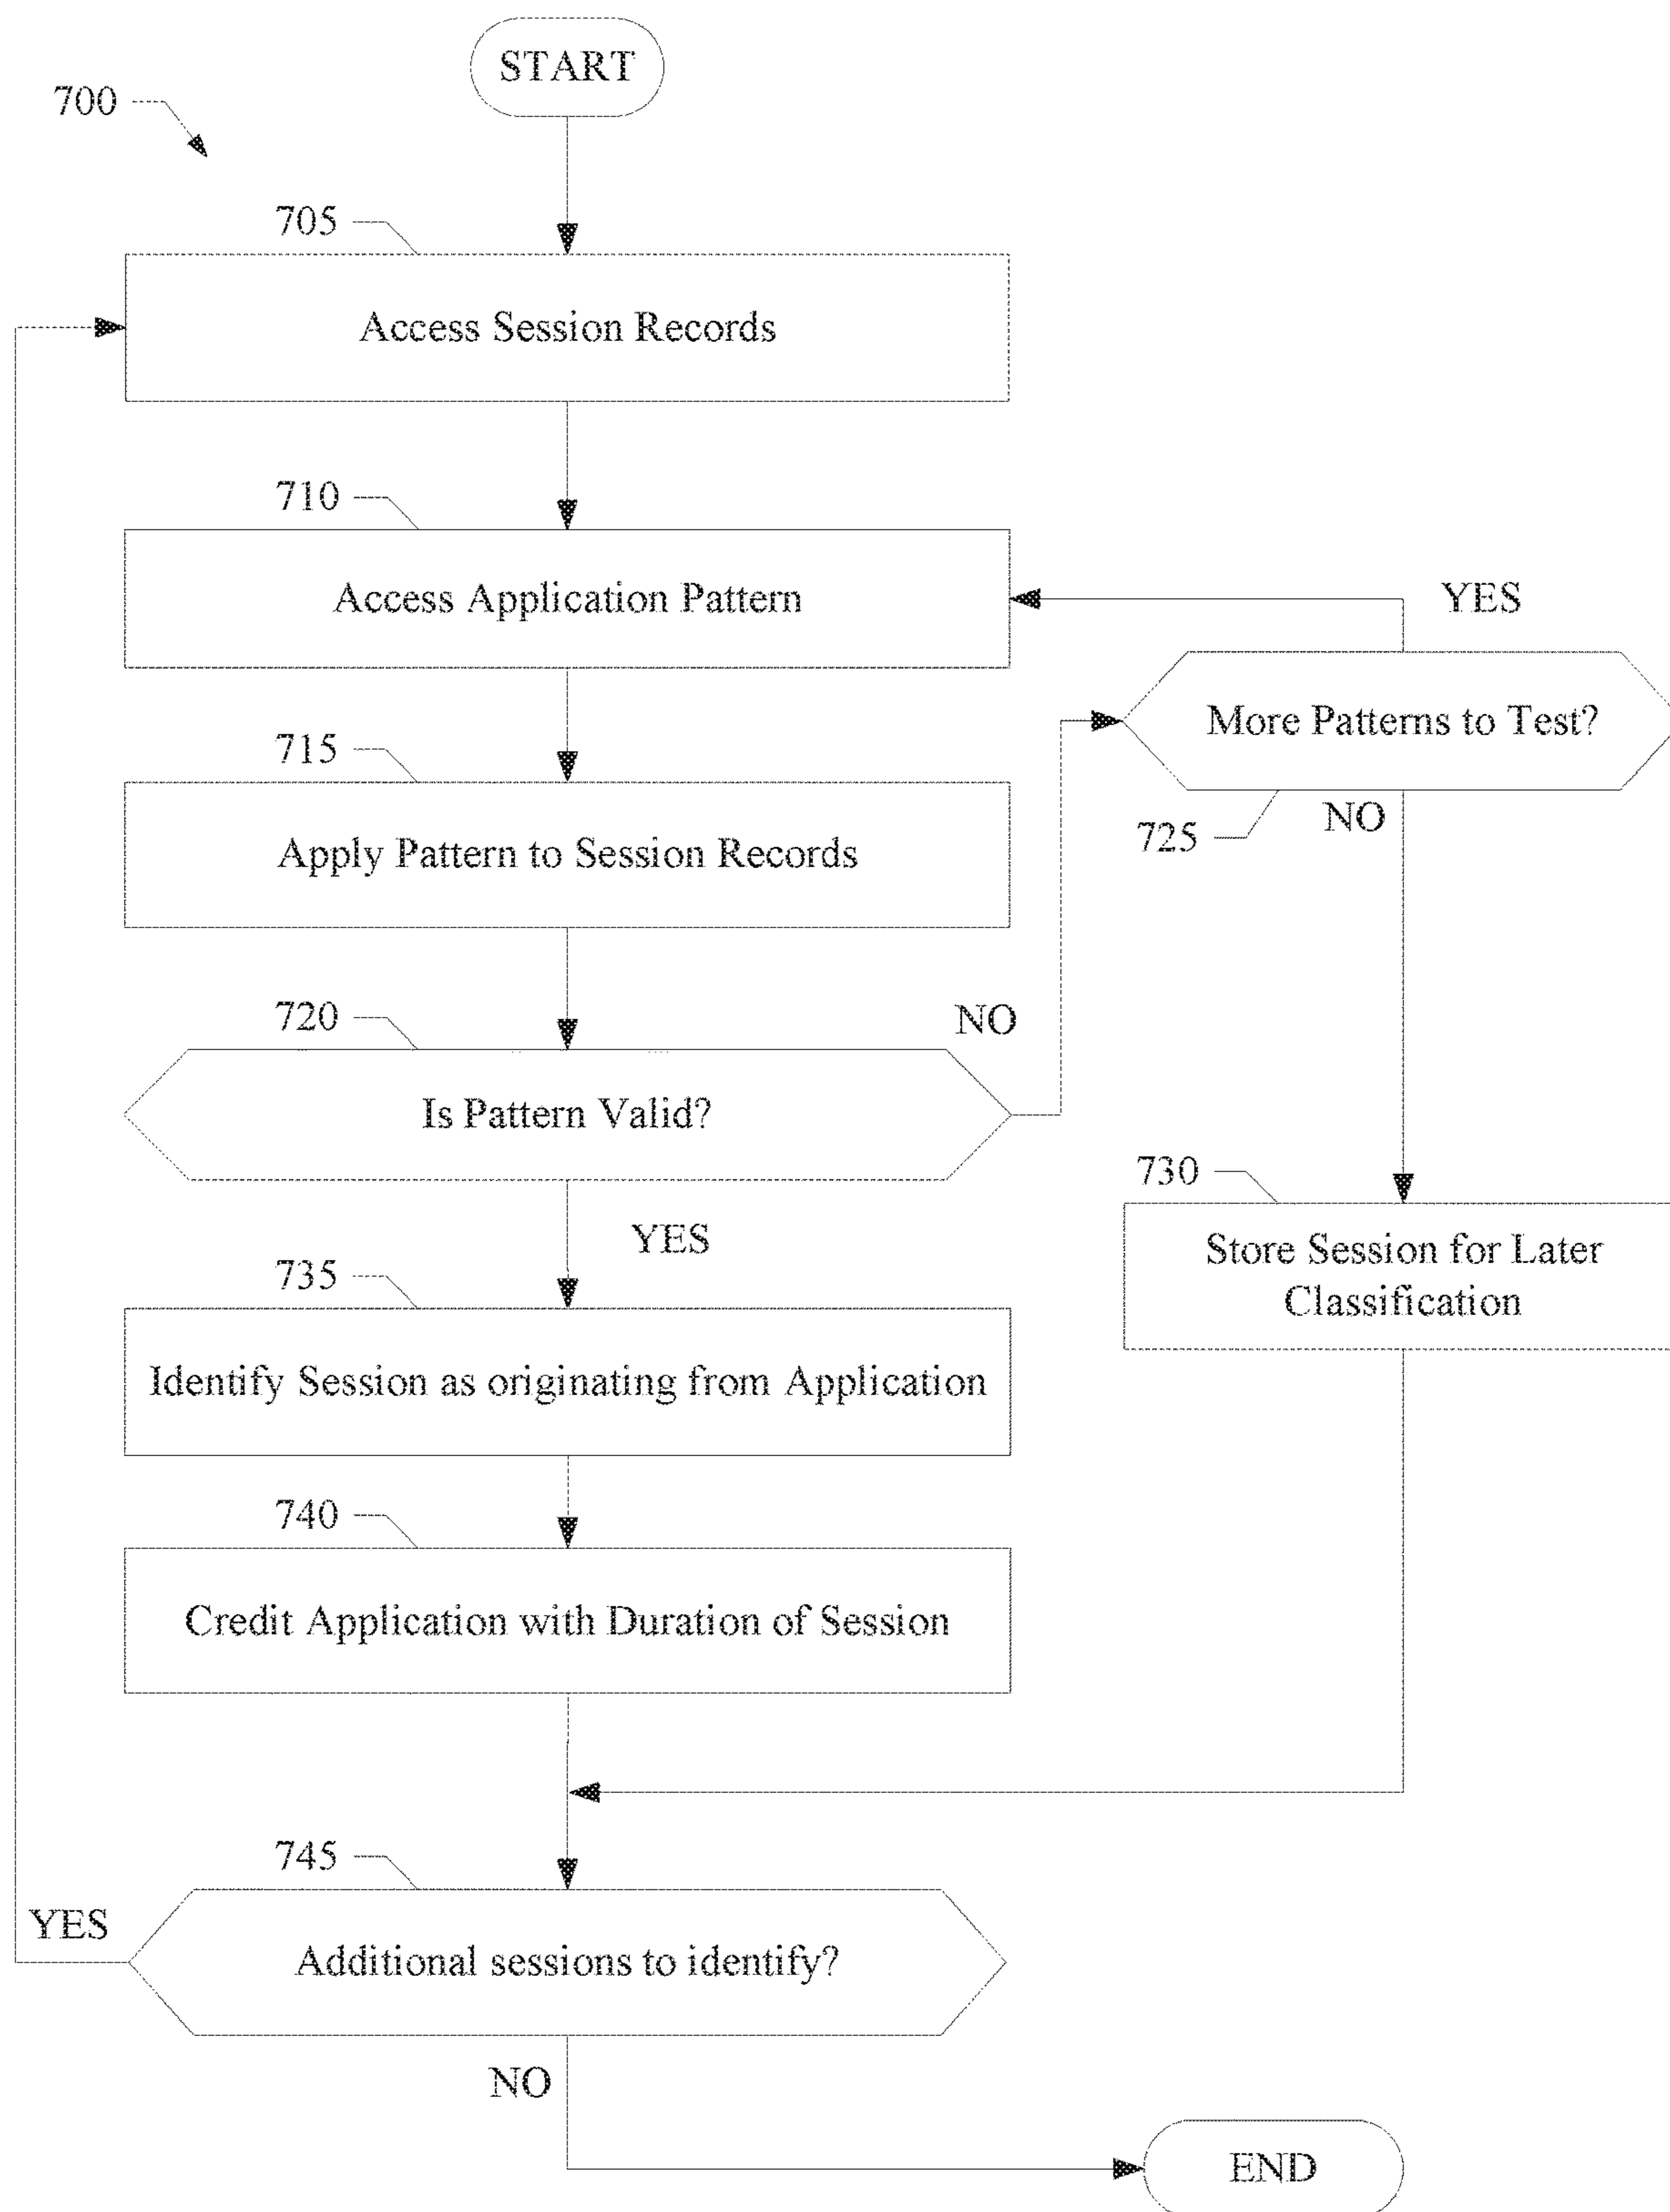 START
700
705
Access Session Records
710
Access Application Pattern
YES
More Patterns to Test?
715
725
NO
Apply Pattern to Session Records
720
NO
Is Pattern Valid?
730
YES
Store Session for Later
Classification
735
Identify Session as originating from Application
740
Credit Application with Duration of Session
745
YES
Additional sessions to identify?
NO
END